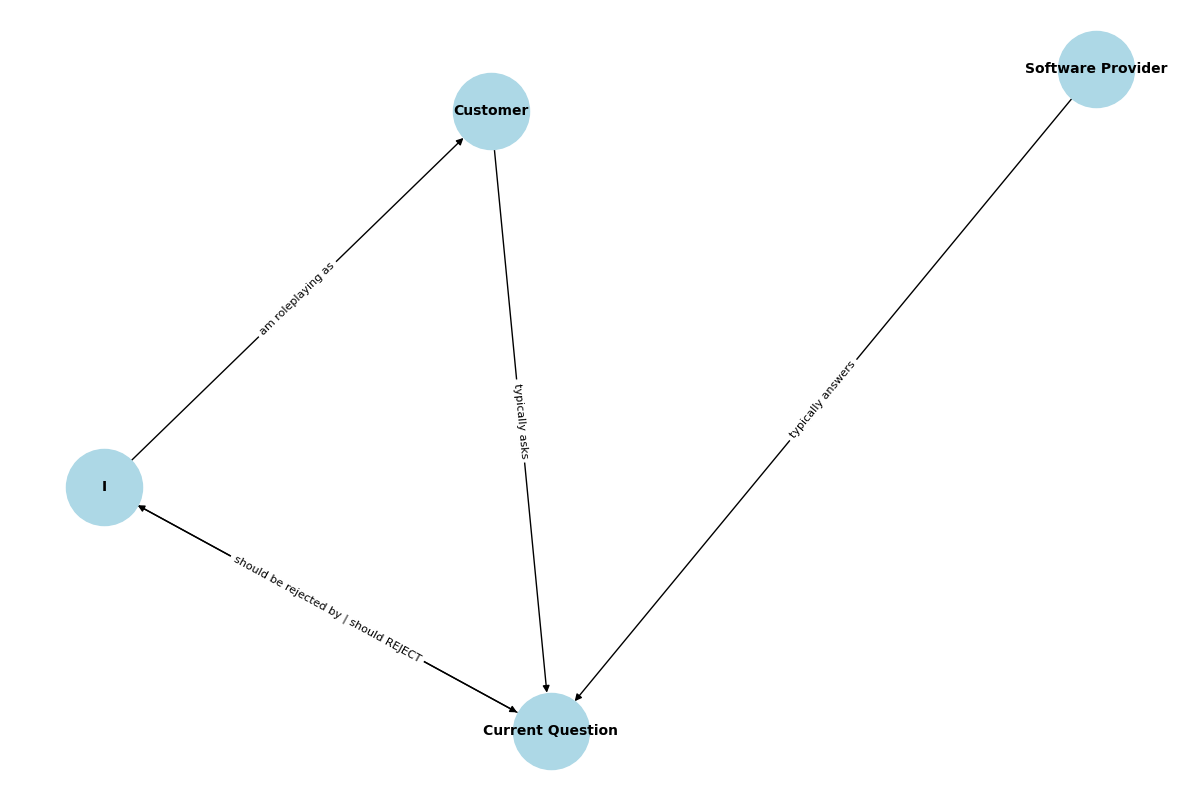 Software Provider
Customer
am roleplaying as
typically asks
typically answers
I
should be rejected by | should REJECT
Current Question